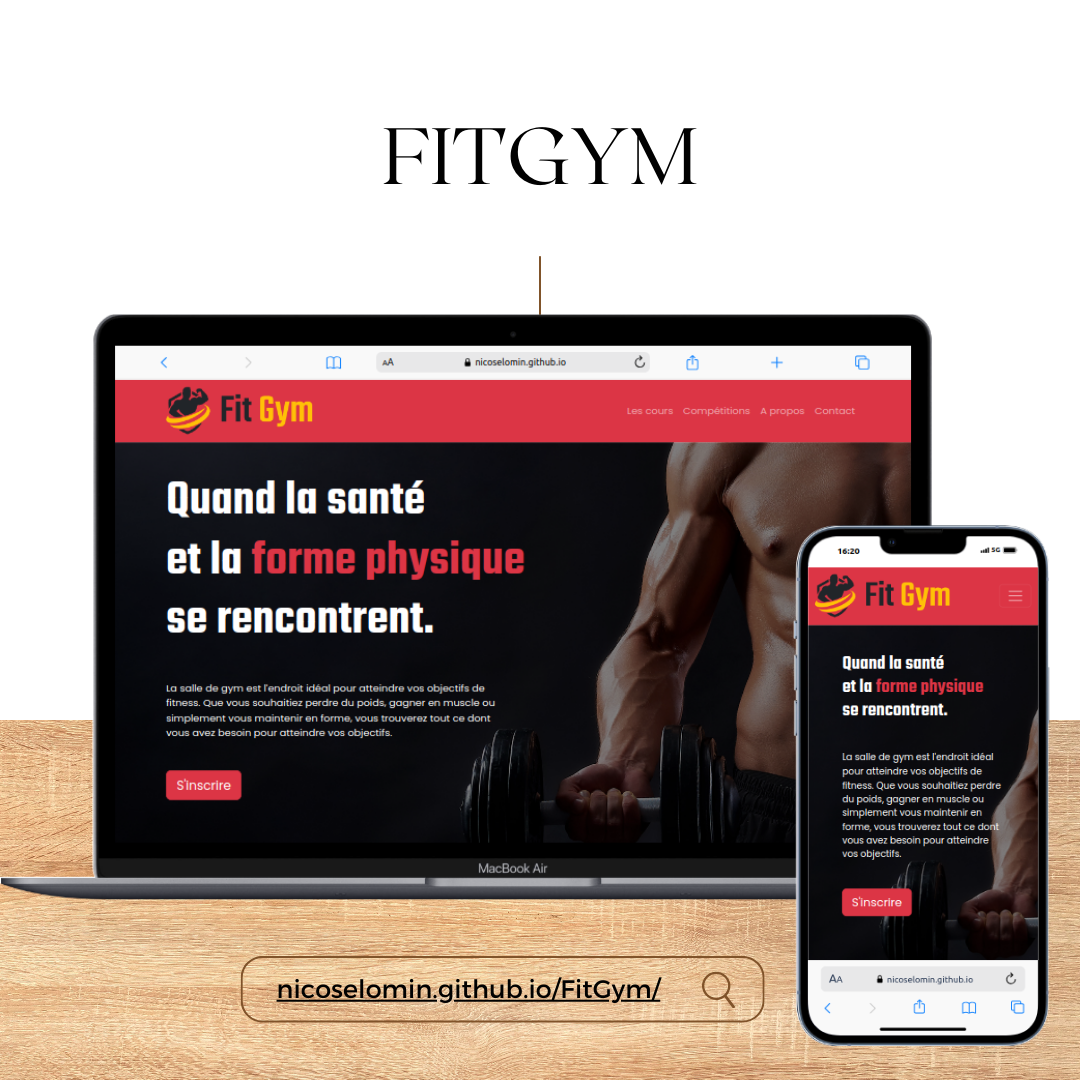 FITGYM
AA nicoselomin.github.io
Fit Gym
Les cours Compétitions A propos Contact
Quand la santé
et la forme physique
se rencontrent.
La salle de gym est l'endroit idéal pour atteindre vos objectifs de
fitness. Que vous souhaitiez perdre du poids, gagner en muscle ou
simplement vous maintenir en forme, vous trouverez tout ce dont
vous avez besoin pour atteindre vos objectifs.
S'inscrire
MacBook Air
16:20 5G
Fit Gym
Quand la santé
et la forme physique
se rencontrent.
La salle de gym est l'endroit idéal
pour atteindre vos objectifs de
fitness. Que vous souhaitiez perdre
du poids, gagner en muscle ou
simplement vous maintenir en
forme, vous trouverez tout ce dont
vous avez besoin pour atteindre
vos objectifs.
S'inscrire
AA nicoselomin.github.io
nicoselomin.github.io/FitGym/